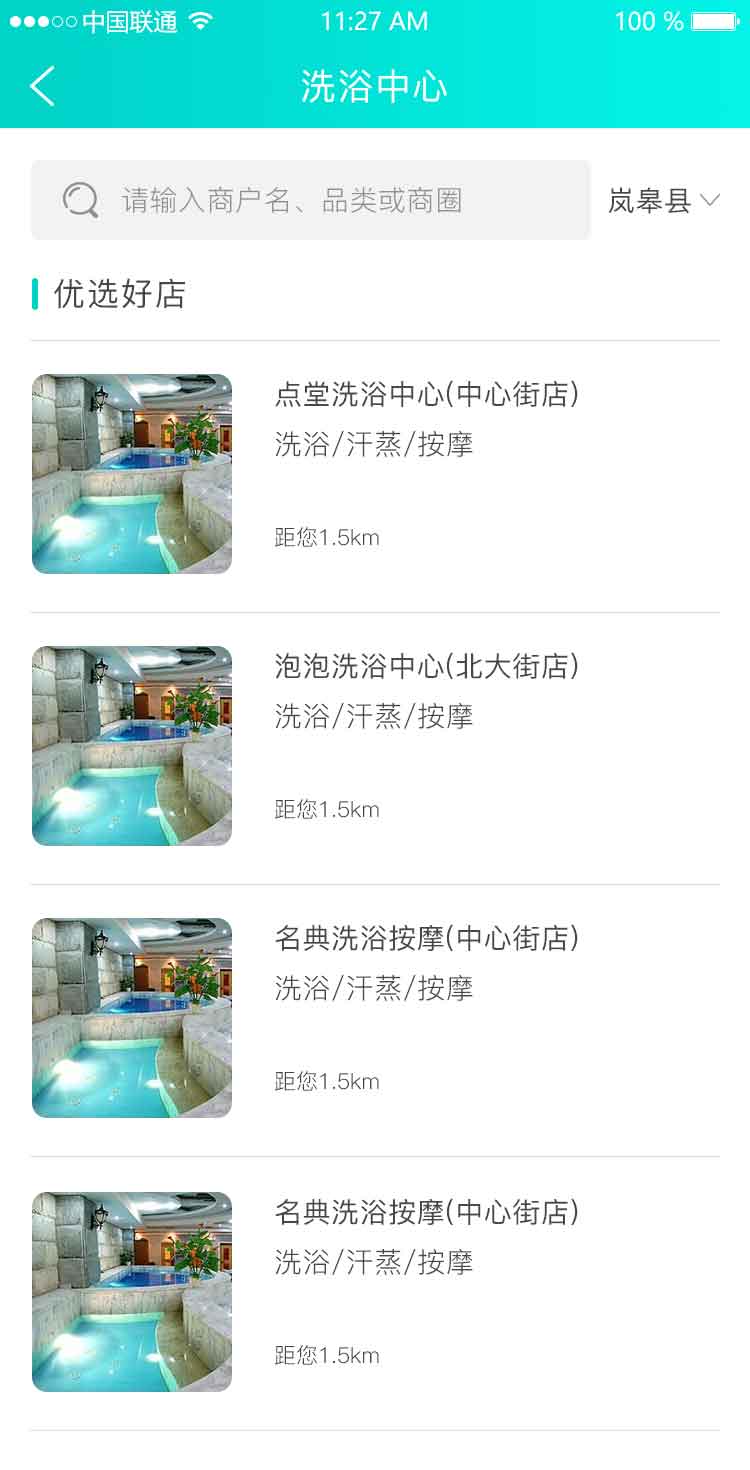 中国联通 11:27 AM 100 %
洗浴中心
请输入商户名、品类或商圈 岚皋县
优选好店
点堂洗浴中心(中心街店)
洗浴/汗蒸/按摩
距您1.5km
泡泡洗浴中心(北大街店)
洗浴/汗蒸/按摩
距您1.5km
名典洗浴按摩(中心街店)
洗浴/汗蒸/按摩
距您1.5km
名典洗浴按摩(中心街店)
洗浴/汗蒸/按摩
距您1.5km